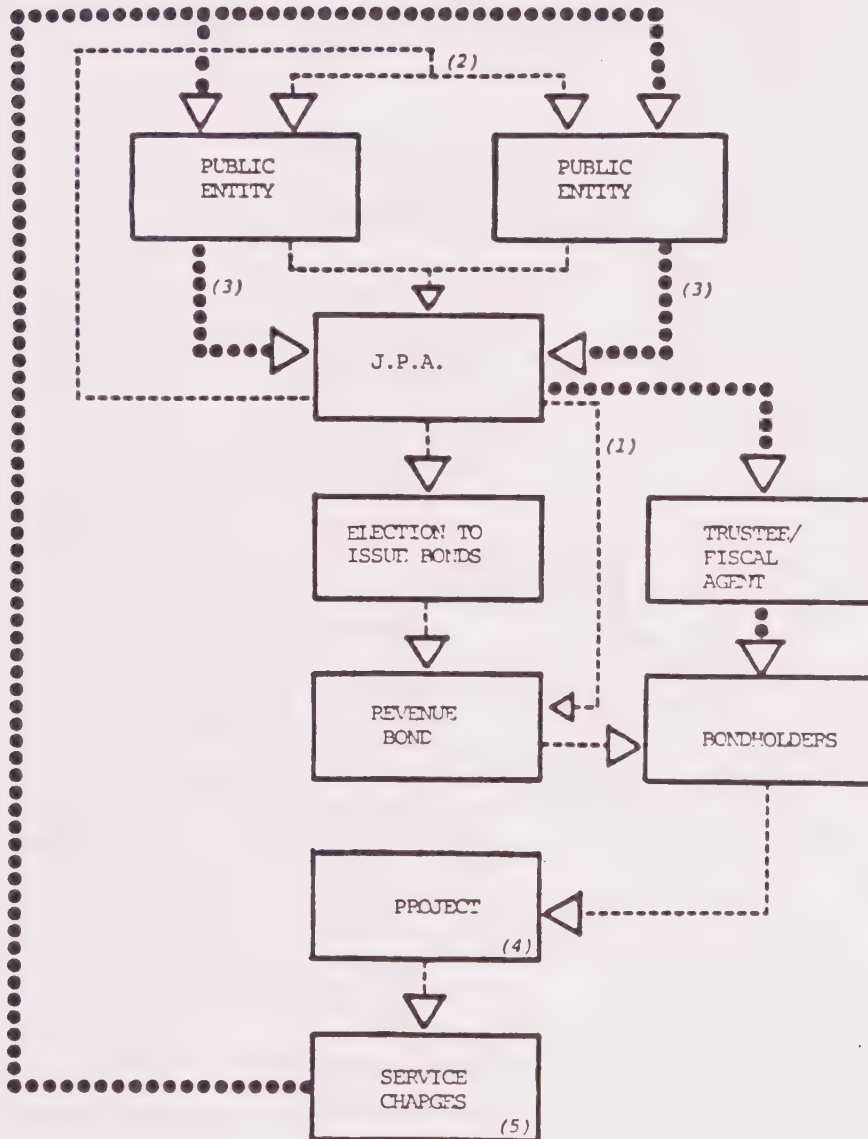 (2)
PUBLIC
ENTITY
PUBLIC
ENTITY
(3)
(3)
J.P.A.
(1)
ELECTION TO
ISSUE BONDS
TRUSTEE/
FISCAL
AGENT
REVENUE
BOND
BONDHOLDERS
PROJECT
(4)
SERVICE
CHARGES
(5)